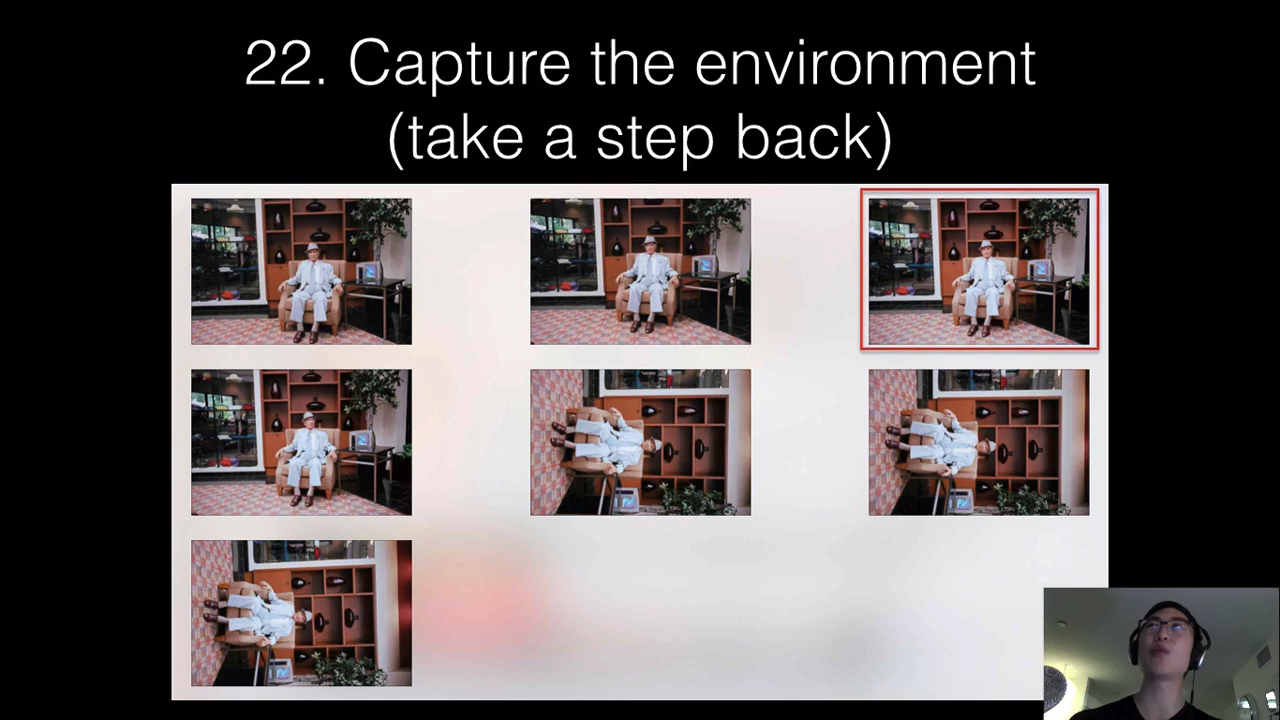 22. Capture the environment
(take a step back)